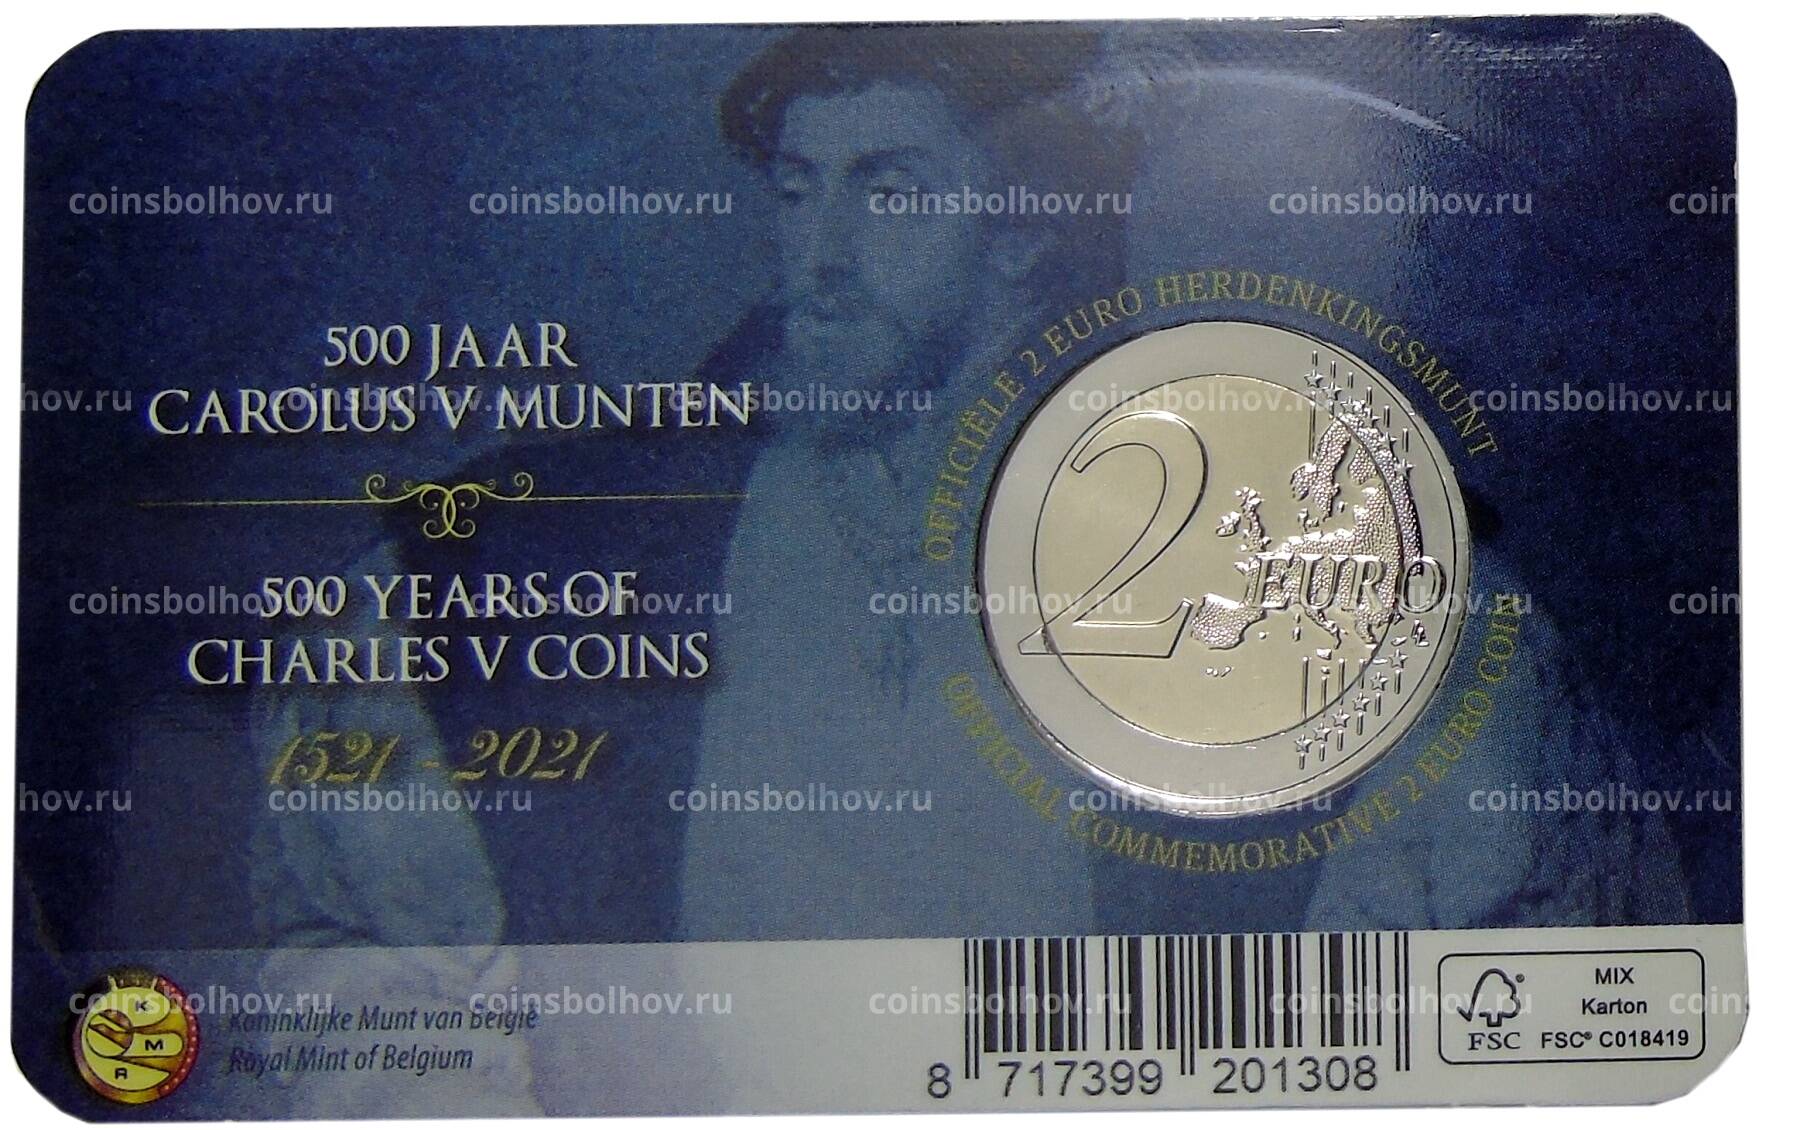 500 JAAR
CAROLUS V MUNTEN
500 YEARS OF
CHARLES V COINS
1521 - 2021
OFFICIËLE 2 EURO HERDENKINGSMUNT
2 EURO
OFFICIAL COMMEMORATIVE 2 EURO COIN
K
M
R
Koninklijke Munt van België
Royal Mint of Belgium
8 717399 201308
FSC®
MIX
Karton
FSC® C018419
coinsbolhov.ru